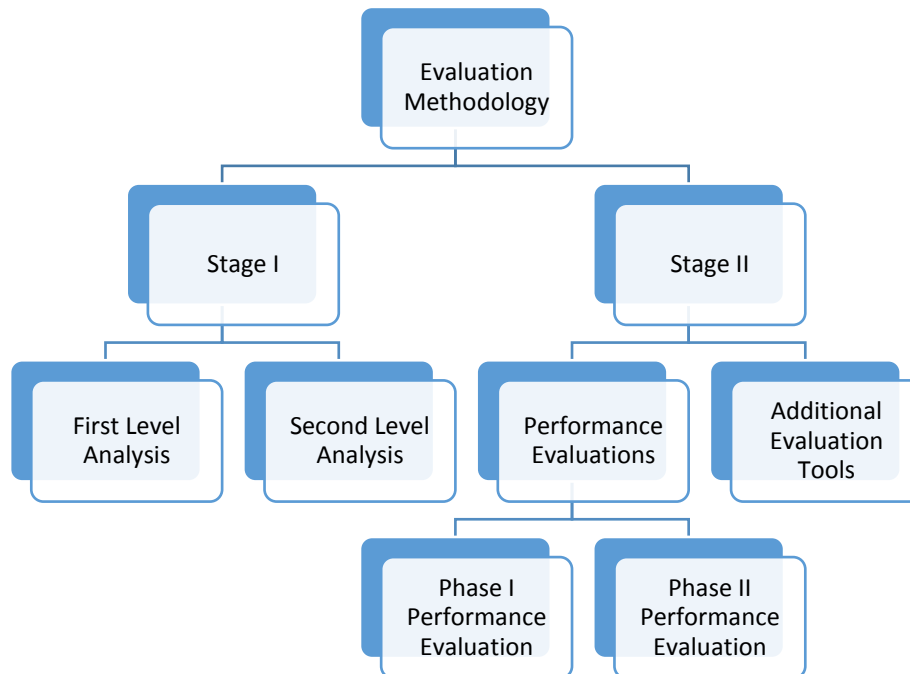 Evaluation
Methodology
Stage I
Stage II
First Level
Analysis
Second Level
Analysis
Performance
Evaluations
Additional
Evaluation
Tools
Phase I
Performance
Evaluation
Phase II
Performance
Evaluation